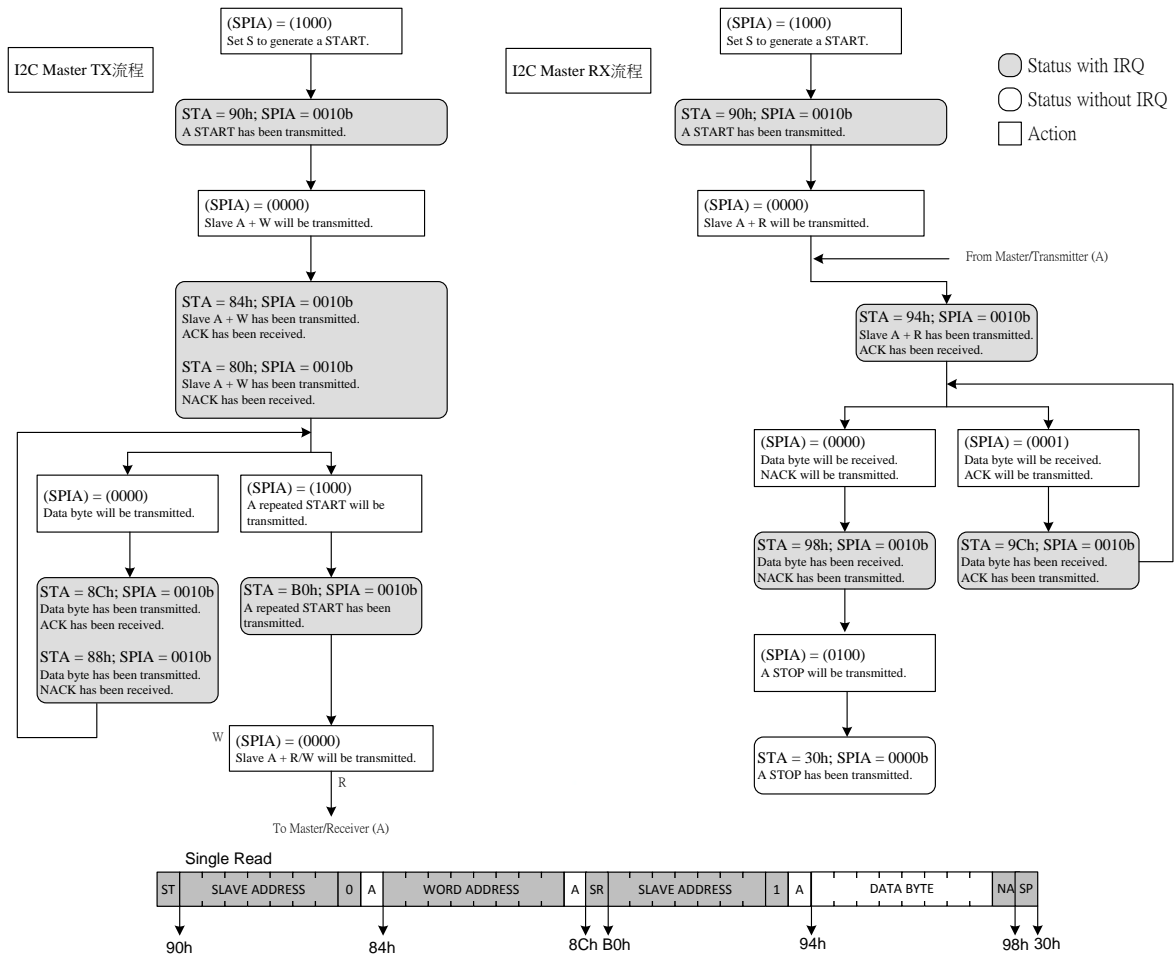 I2C Master TX流程
(SPIA) = (1000)
Set S to generate a START.
STA = 90h; SPIA = 0010b
A START has been transmitted.
(SPIA) = (0000)
Slave A + W will be transmitted.
STA = 84h; SPIA = 0010b
Slave A + W has been transmitted.
ACK has been received.
STA = 80h; SPIA = 0010b
Slave A + W has been transmitted.
NACK has been received.
(SPIA) = (0000)
Data byte will be transmitted.
(SPIA) = (1000)
A repeated START will be
transmitted.
STA = 8Ch; SPIA = 0010b
Data byte has been transmitted.
ACK has been received.
STA = 88h; SPIA = 0010b
Data byte has been transmitted.
NACK has been received.
STA = B0h; SPIA = 0010b
A repeated START has been
transmitted.
W
(SPIA) = (0000)
Slave A + R/W will be transmitted.
R
To Master/Receiver (A)
I2C Master RX流程
(SPIA) = (1000)
Set S to generate a START.
STA = 90h; SPIA = 0010b
A START has been transmitted.
(SPIA) = (0000)
Slave A + R will be transmitted.
From Master/Transmitter (A)
STA = 94h; SPIA = 0010b
Slave A + R has been transmitted.
ACK has been received.
(SPIA) = (0000)
Data byte will be received.
NACK will be transmitted.
(SPIA) = (0001)
Data byte will be received.
ACK will be transmitted.
STA = 98h; SPIA = 0010b
Data byte has been received.
NACK has been transmitted.
STA = 9Ch; SPIA = 0010b
Data byte has been received.
ACK has been transmitted.
(SPIA) = (0100)
A STOP will be transmitted.
STA = 30h; SPIA = 0000b
A STOP has been transmitted.
Status with IRQ
Status without IRQ
Action
Single Read
ST SLAVE ADDRESS 0 A WORD ADDRESS A SR SLAVE ADDRESS 1 A DATA BYTE NA SP
90h 84h 8Ch B0h 94h 98h 30h